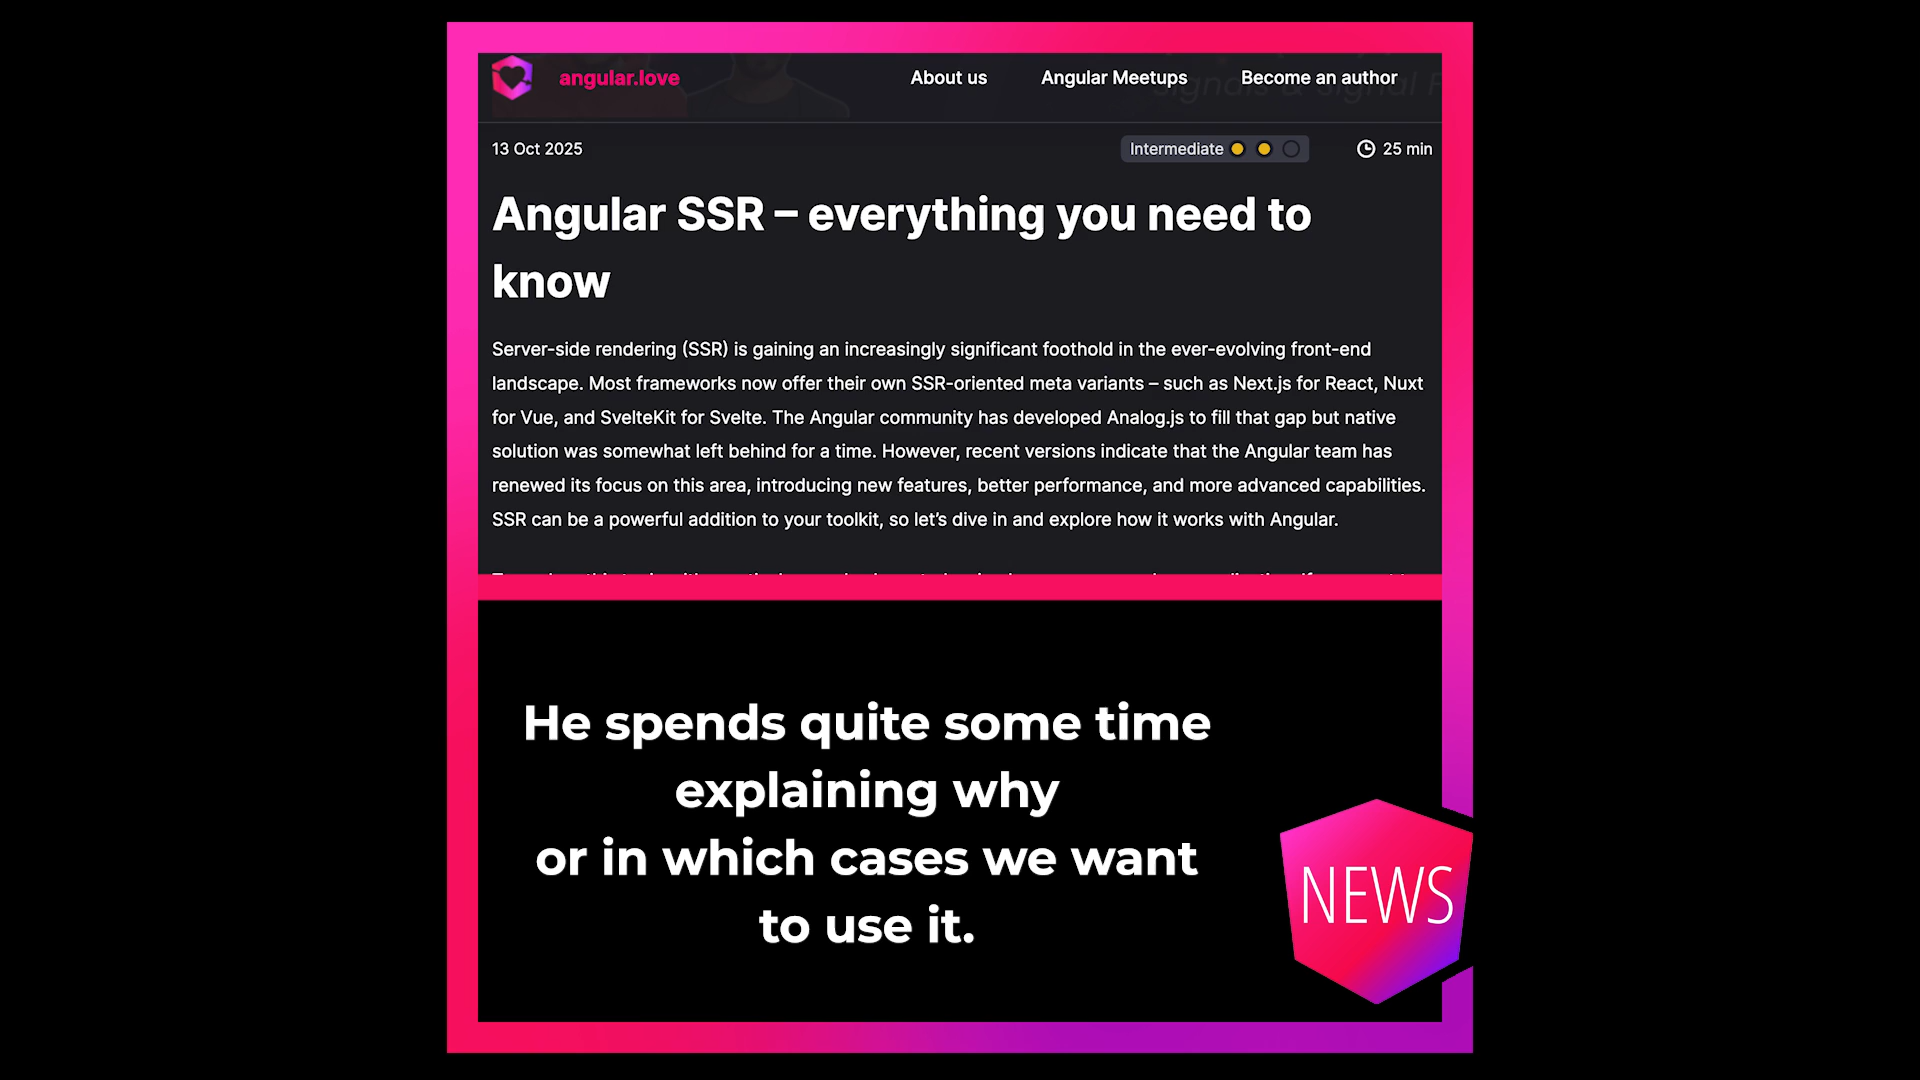 angular.love
About us
Angular Meetups
Become an author
Signals & Signal F
13 Oct 2025
Intermediate
25 min
Angular SSR – everything you need to
know
Server-side rendering (SSR) is gaining an increasingly significant foothold in the ever-evolving front-end
landscape. Most frameworks now offer their own SSR-oriented meta variants – such as Next.js for React, Nuxt
for Vue, and SvelteKit for Svelte. The Angular community has developed Analog.js to fill that gap but native
solution was somewhat left behind for a time. However, recent versions indicate that the Angular team has
renewed its focus on this area, introducing new features, better performance, and more advanced capabilities.
SSR can be a powerful addition to your toolkit, so let’s dive in and explore how it works with Angular.
He spends quite some time
explaining why
or in which cases we want
to use it.
NEWS